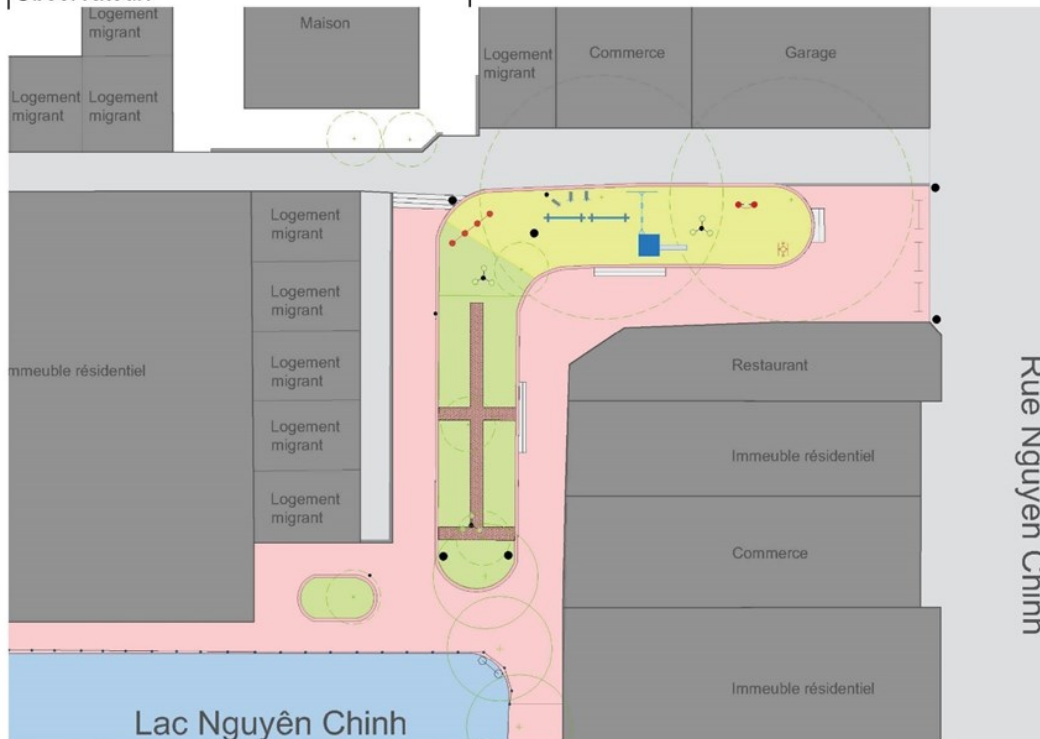 Logement
migrant
Logement
migrant
Logement
migrant
Maison
Logement
migrant
Commerce
Garage
Logement
migrant
Logement
migrant
Logement
migrant
Logement
migrant
Logement
migrant
mmeuble résidentiel
Restaurant
Immeuble résidentiel
Commerce
Immeuble résidentiel
Rue Nguyen Chinh
Lac Nguyên Chinh